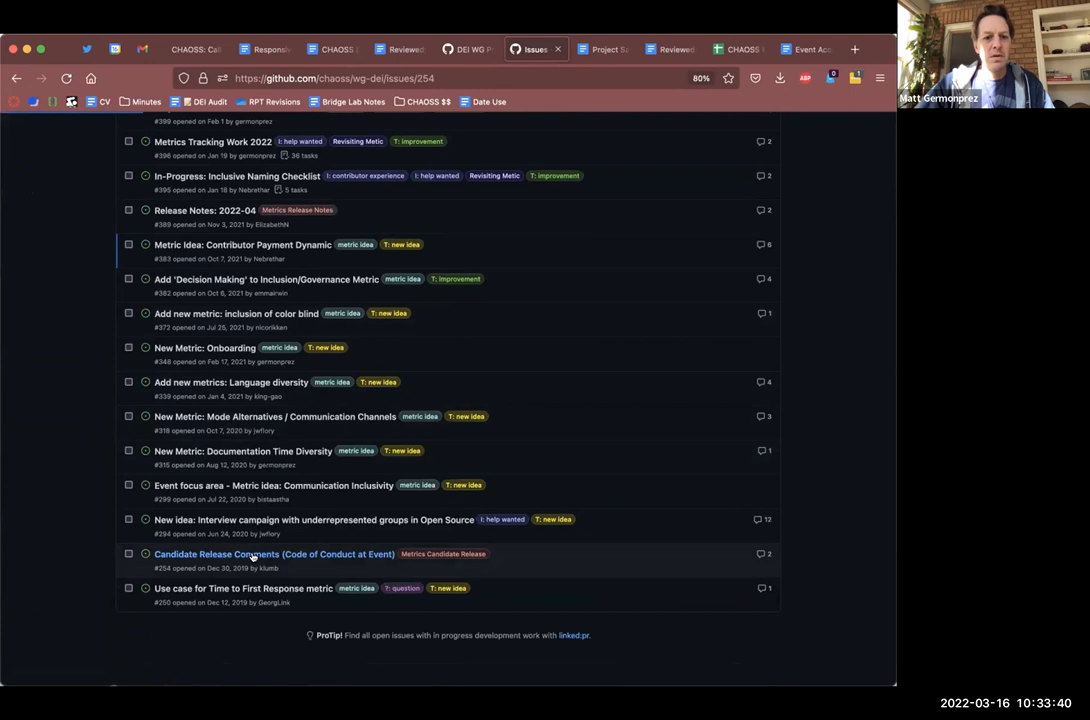 CHAOSS: Cal
Responsiv
CHAOSS D
Reviewed:
DEI WG P
Issues
Project Sa
Reviewed
CHAOSS
Event Acc
https://github.com/chaoss/wg-dei/issues/254
80%
ABP
0
1
CV
Minutes
DEI Audit
RPT Revisions
Bridge Lab Notes
CHAOSS $$
Date Use
Matt Germonprez
#399 opened on Feb 1 by germonprez
Metrics Tracking Work 2022 I: help wanted Revisiting Metic T: improvement 2
#396 opened on Jan 19 by germonprez 36 tasks
In-Progress: Inclusive Naming Checklist I: contributor experience I: help wanted Revisiting Metic T: improvement 2
#395 opened on Jan 18 by Nebrethar 5 tasks
Release Notes: 2022-04 Metrics Release Notes 2
#389 opened on Nov 3, 2021 by ElizabethN
Metric Idea: Contributor Payment Dynamic metric idea T: new idea 6
#383 opened on Oct 7, 2021 by Nebrethar
Add 'Decision Making' to Inclusion/Governance Metric metric idea T: improvement 4
#382 opened on Oct 6, 2021 by emmairwin
Add new metric: inclusion of color blind metric idea T: new idea 1
#372 opened on Jul 25, 2021 by nicorikken
New Metric: Onboarding metric idea T: new idea
#348 opened on Feb 17, 2021 by germonprez
Add new metrics: Language diversity metric idea T: new idea 4
#339 opened on Jan 4, 2021 by king-gao
New Metric: Mode Alternatives / Communication Channels metric idea T: new idea 3
#318 opened on Oct 7, 2020 by jwflory
New Metric: Documentation Time Diversity metric idea T: new idea 1
#315 opened on Aug 12, 2020 by germonprez
Event focus area - Metric idea: Communication Inclusivity metric idea T: new idea
#299 opened on Jul 22, 2020 by bistaastha
New idea: Interview campaign with underrepresented groups in Open Source I: help wanted T: new idea 12
#294 opened on Jun 24, 2020 by jwflory
Candidate Release Comments (Code of Conduct at Event) Metrics Candidate Release 2
#254 opened on Dec 30, 2019 by klumb
Use case for Time to First Response metric metric idea ?: question T: new idea 1
#250 opened on Dec 12, 2019 by GeorgLink
ProTip! Find all open issues with in progress development work with linked:pr.
2022-03-16 10:33:40